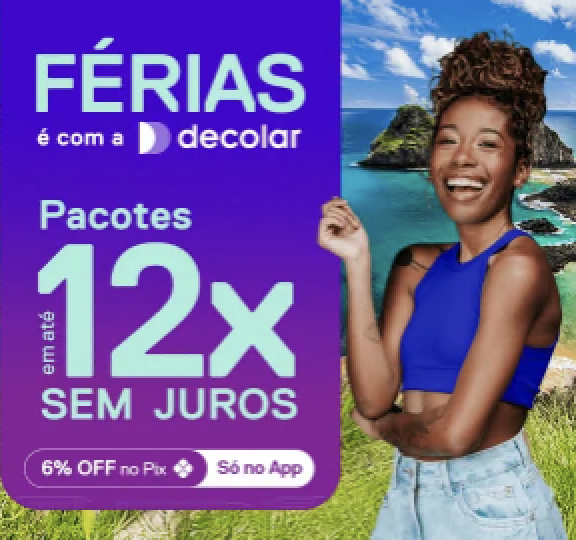 FÉRIAS
é com a decolar
Pacotes
em até 12x
SEM JUROS
6% OFF no Pix Só no App